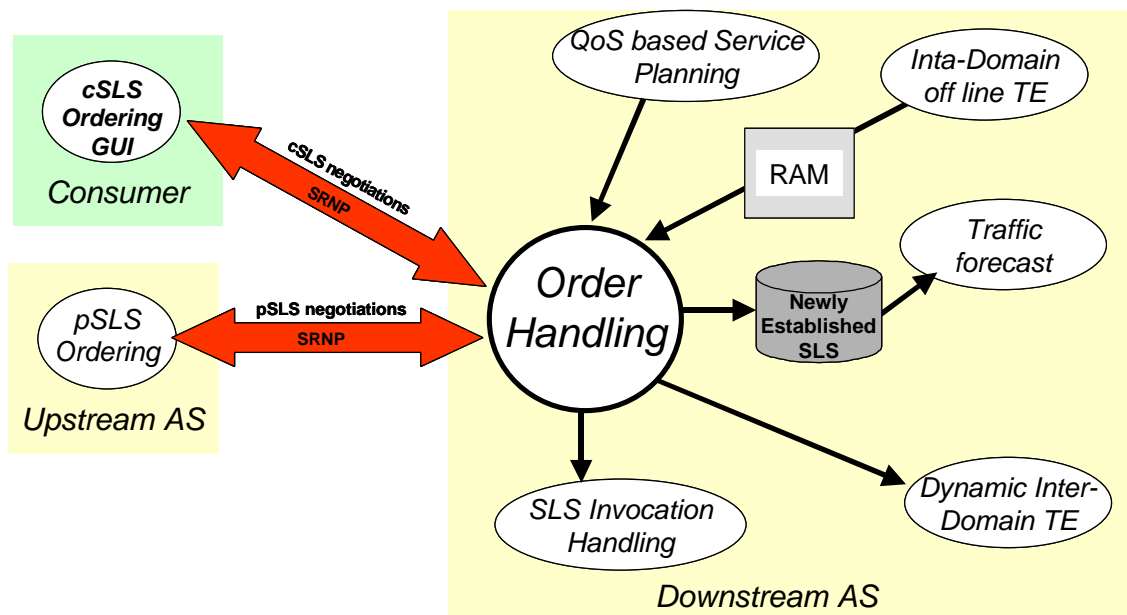 QoS based Service
Planning
Inta-Domain
off line TE
cSLS
Ordering
GUI
Consumer
cSLS negotiations
SRNP
RAM
Traffic
forecast
Order
Handling
Newly
Established
SLS
pSLS negotiations
SRNP
pSLS
Ordering
Upstream AS
SLS Invocation
Handling
Dynamic Inter-
Domain TE
Downstream AS